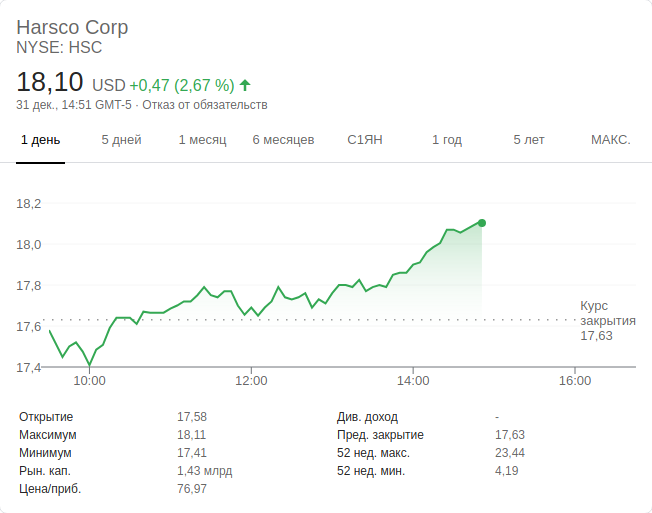 Harsco Corp
NYSE: HSC
18,10 USD +0,47 (2,67 %)
31 дек., 14:51 GMT-5 · Отказ от обязательств
1 день 5 дней 1 месяц 6 месяцев С1ЯН 1 год 5 лет МАКС.
18,2
18,0
17,8
17,6
17,4
Курс
закрытия
17,63
10:00 12:00 14:00 16:00
Открытие 17,58 Див. доход -
Максимум 18,11 Пред. закрытие 17,63
Минимум 17,41 52 нед. макс. 23,44
Рын. кап. 1,43 млрд 52 нед. мин. 4,19
Цена/приб. 76,97